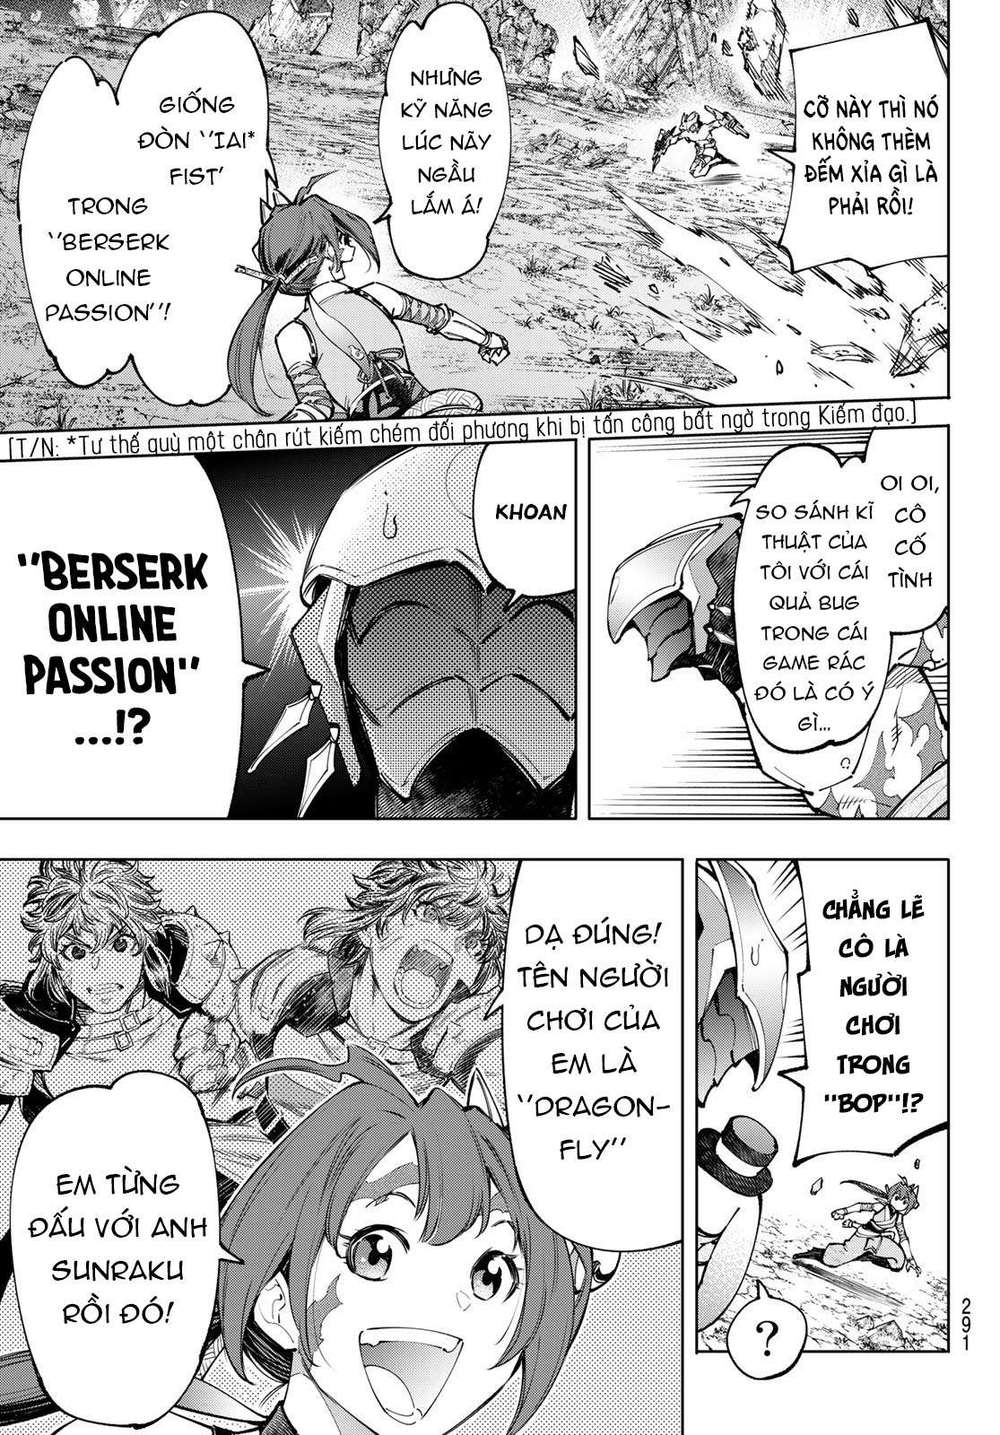 CỠ NÀY THÌ NÓ
KHÔNG THÈM
ĐẾM XỈA GÌ LÀ
PHẢI RỒI!
NHƯNG
KỸ NĂNG
LÚC NÃY
NGẦU
LẮM Á!
GIỐNG
ĐÒN ''IAI*
FIST'
TRONG
''BERSERK
ONLINE
PASSION''!
[T/N: *Tư thế quỳ một chân rút kiếm chém đối phương khi bị tấn công bất ngờ trong Kiếm đạo.]
OI OI,
CÔ
CỐ
TÌNH
SO SÁNH KĨ
THUẬT CỦA
TÔI VỚI CÁI
QUẢ BUG
TRONG CÁI
GAME RÁC
ĐÓ LÀ CÓ Ý
GÌ...
KHOAN
''BERSERK
ONLINE
PASSION''
...!?
CHẲNG LẼ
CÔ LÀ
NGƯỜI
CHƠI
TRONG
"BOP"!?
?
DẠ ĐÚNG!
TÊN NGƯỜI
CHƠI CỦA
EM LÀ
''DRAGON-
FLY''
EM TỪNG
ĐẤU VỚI ANH
SUNRAKU
RỒI ĐÓ!
291